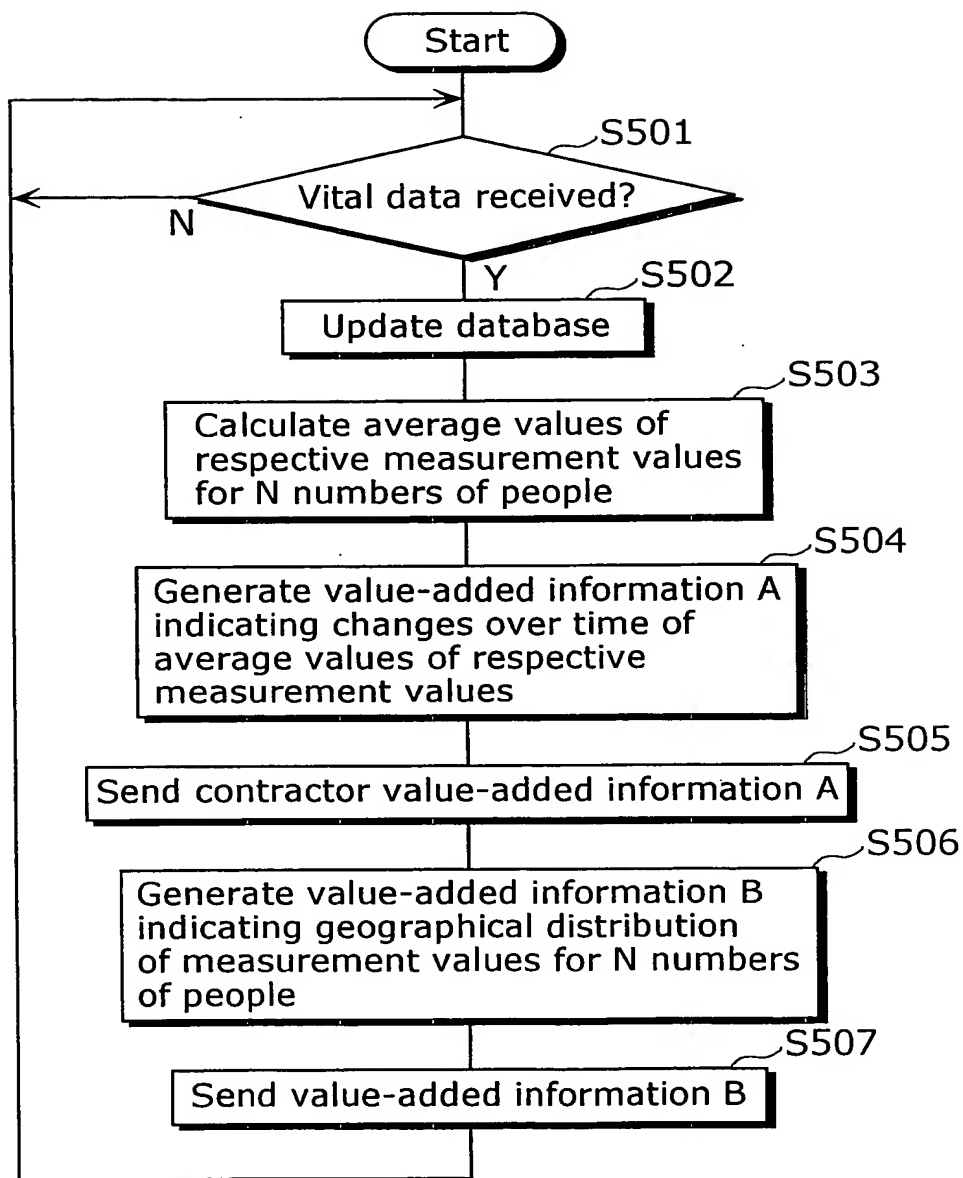 Start
S501
Vital data received?
N
Y
S502
Update database
S503
Calculate average values of
respective measurement values
for N numbers of people
S504
Generate value-added information A
indicating changes over time of
average values of respective
measurement values
S505
Send contractor value-added information A
S506
Generate value-added information B
indicating geographical distribution
of measurement values for N numbers
of people
S507
Send value-added information B